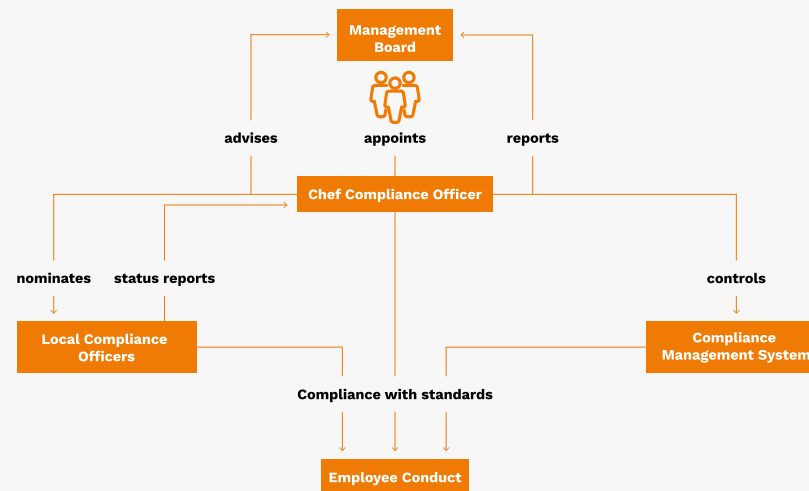 Management
Board
advises
appoints
reports
Chef Compliance Officer
nominates
status reports
controls
Local Compliance
Officers
Compliance
Management System
Compliance with standards
Employee Conduct